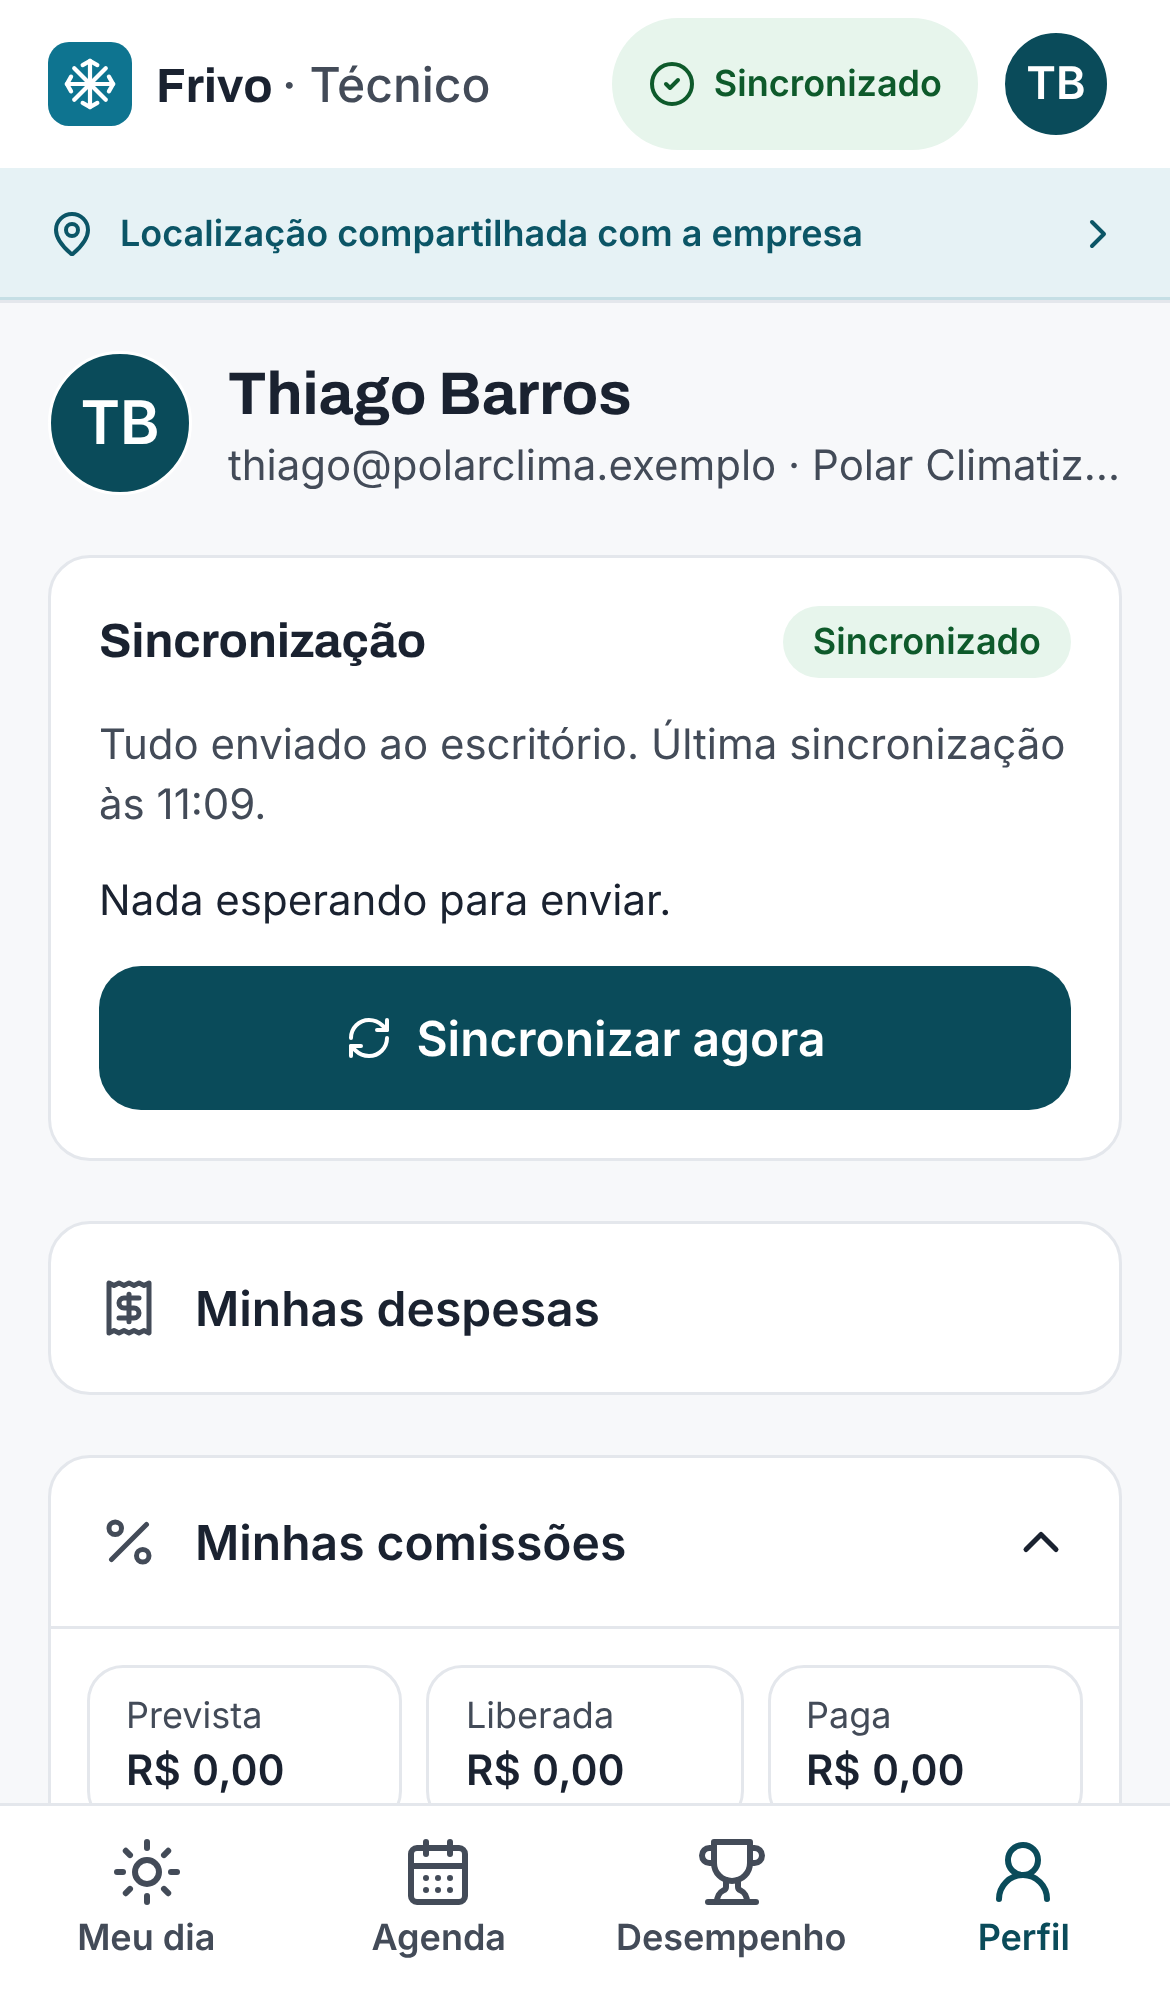 Frivo · Técnico
Sincronizado
TB
Localização compartilhada com a empresa
TB
Thiago Barros
thiago@polarclima.exemplo · Polar Climatiz...
Sincronização
Sincronizado
Tudo enviado ao escritório. Última sincronização
às 11:09.
Nada esperando para enviar.
Sincronizar agora
Minhas despesas
Minhas comissões
Prevista
R$ 0,00
Liberada
R$ 0,00
Paga
R$ 0,00
Meu dia
Agenda
Desempenho
Perfil